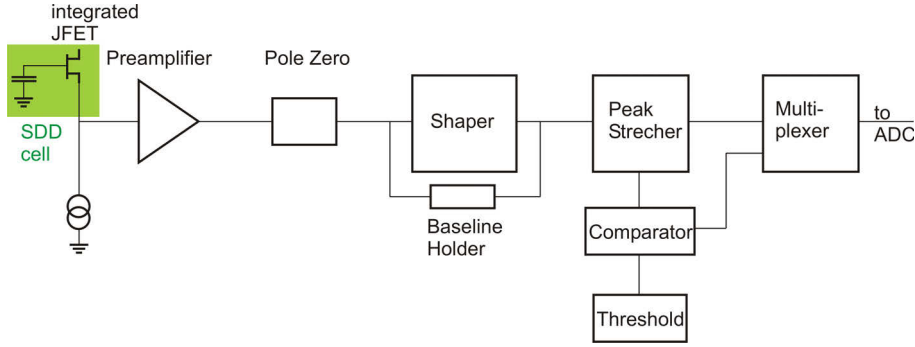 integrated
JFET
Preamplifier
Pole Zero
Shaper
Peak
Strecher
Multi-
plexer
to
ADC
SDD
cell
Baseline
Holder
Comparator
Threshold